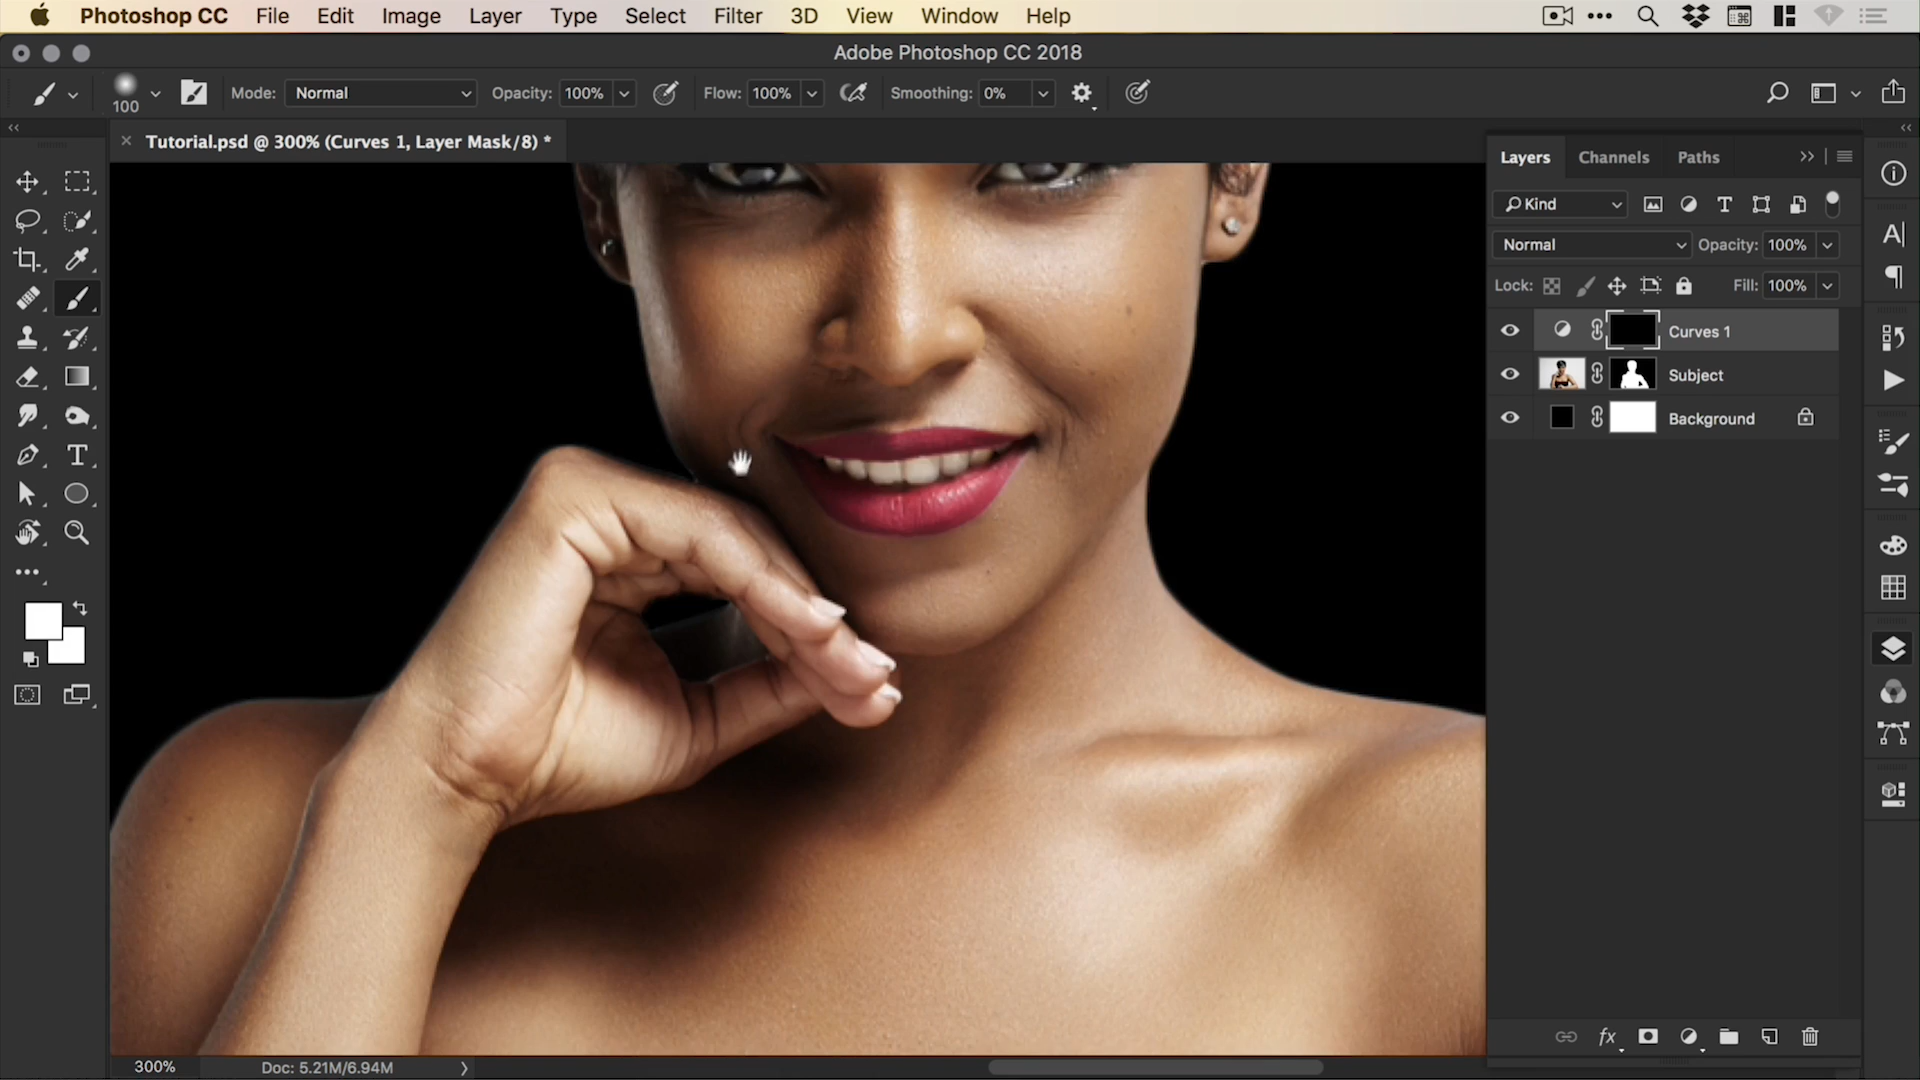 Photoshop CC File Edit Image Layer Type Select Filter 3D View Window Help
Adobe Photoshop CC 2018
100 Mode: Normal Opacity: 100% Flow: 100% Smoothing: 0%
Tutorial.psd @ 300% (Curves 1, Layer Mask/8) *
Layers Channels Paths
Kind
Normal Opacity: 100%
Lock: Fill: 100%
Curves 1
Subject
Background
300% Doc: 5.21M/6.94M